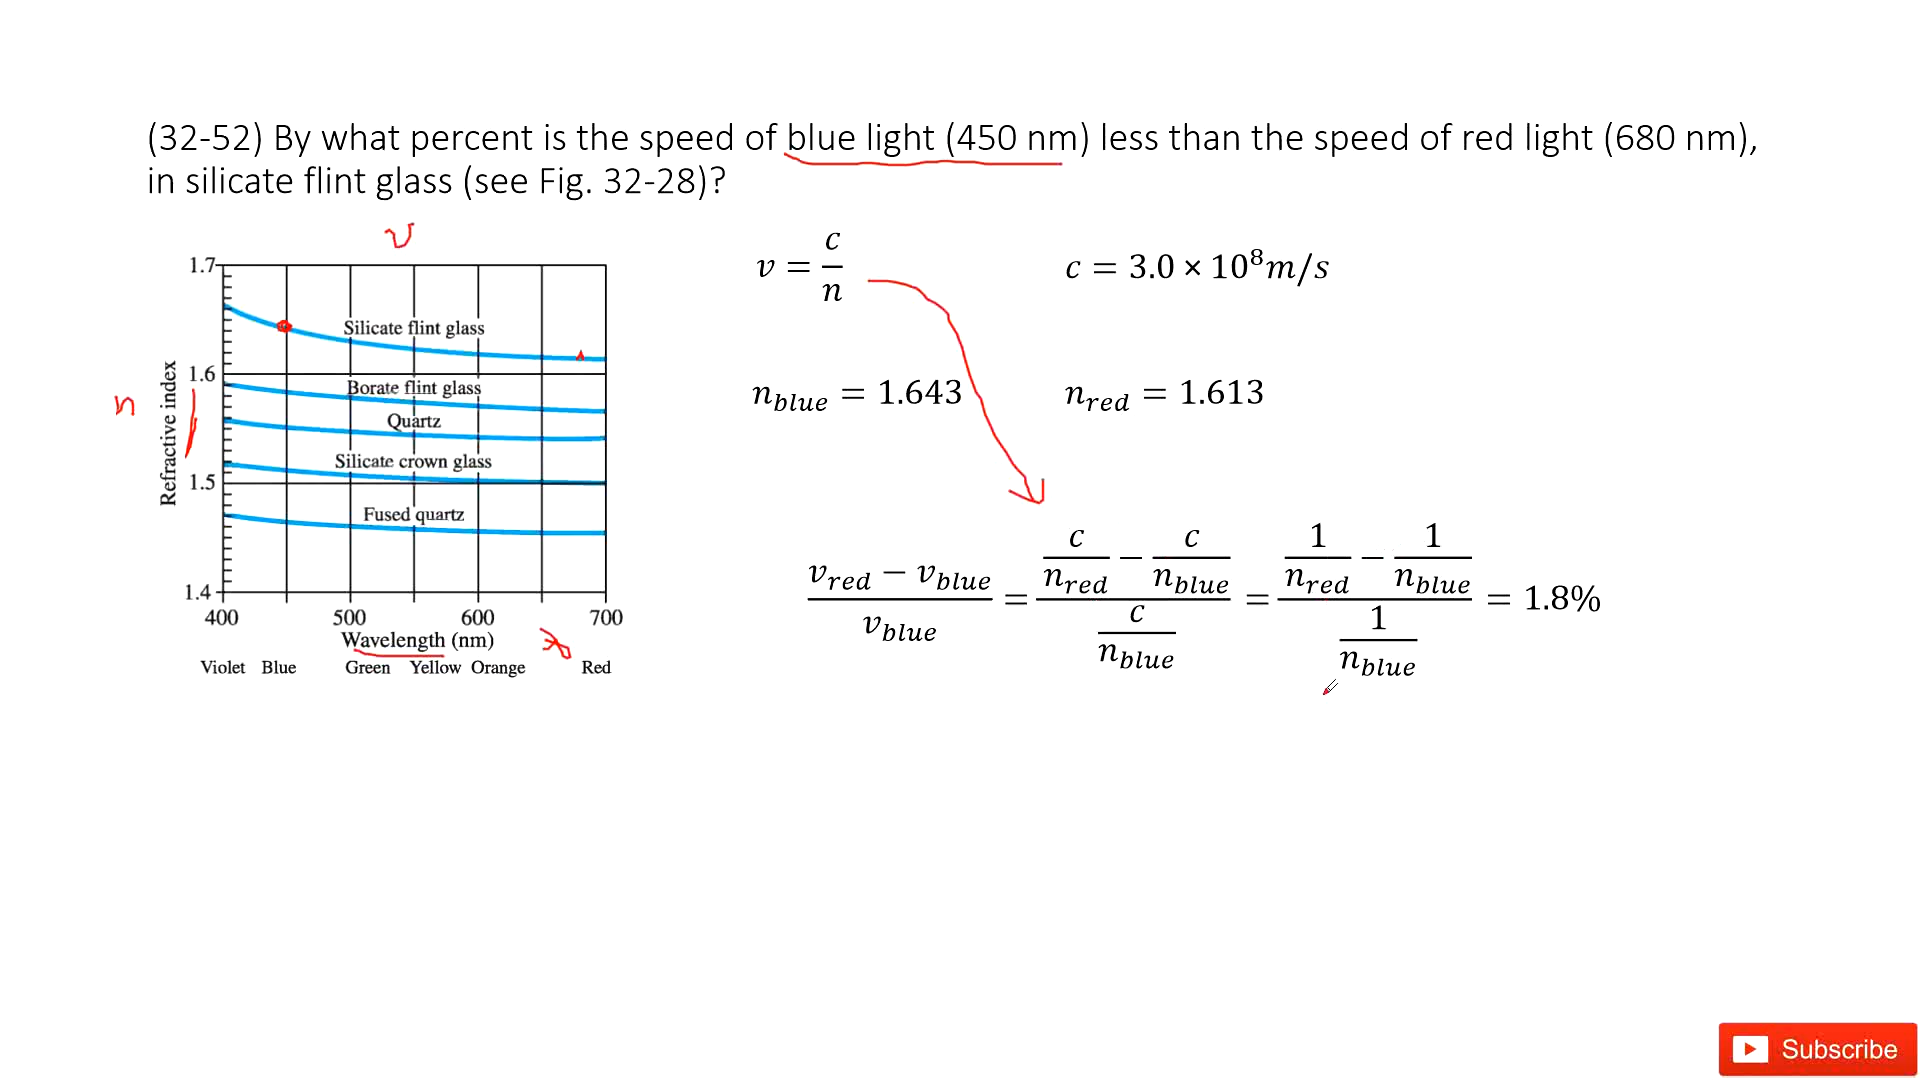 (32-52) By what percent is the speed of blue light (450 nm) less than the speed of red light (680 nm),
in silicate flint glass (see Fig. 32-28)?
v
n
Refractive index
1.7
1.6
1.5
1.4
Silicate flint glass
Borate flint glass
Quartz
Silicate crown glass
Fused quartz
400 500 600 700
Wavelength (nm)
Violet Blue Green Yellow Orange Red
v = c/n
c = 3.0 × 10⁸m/s
n_blue = 1.643
n_red = 1.613
(v_red − v_blue)/v_blue = (c/n_red − c/n_blue)/(c/n_blue) = (1/n_red − 1/n_blue)/(1/n_blue) = 1.8%
Subscribe